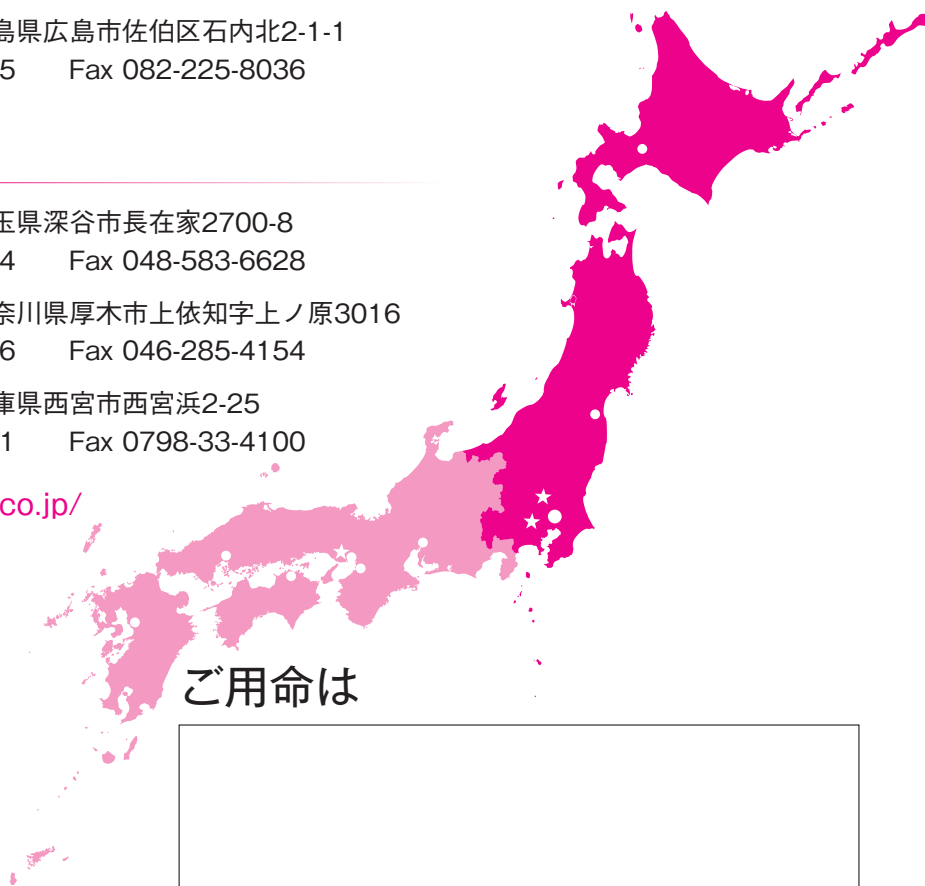 島県広島市佐伯区石内北2-1-1
5 Fax 082-225-8036
玉県深谷市長在家2700-8
4 Fax 048-583-6628
奈川県厚木市上依知字上ノ原3016
6 Fax 046-285-4154
庫県西宮市西宮浜2-25
1 Fax 0798-33-4100
co.jp/
ご用命は